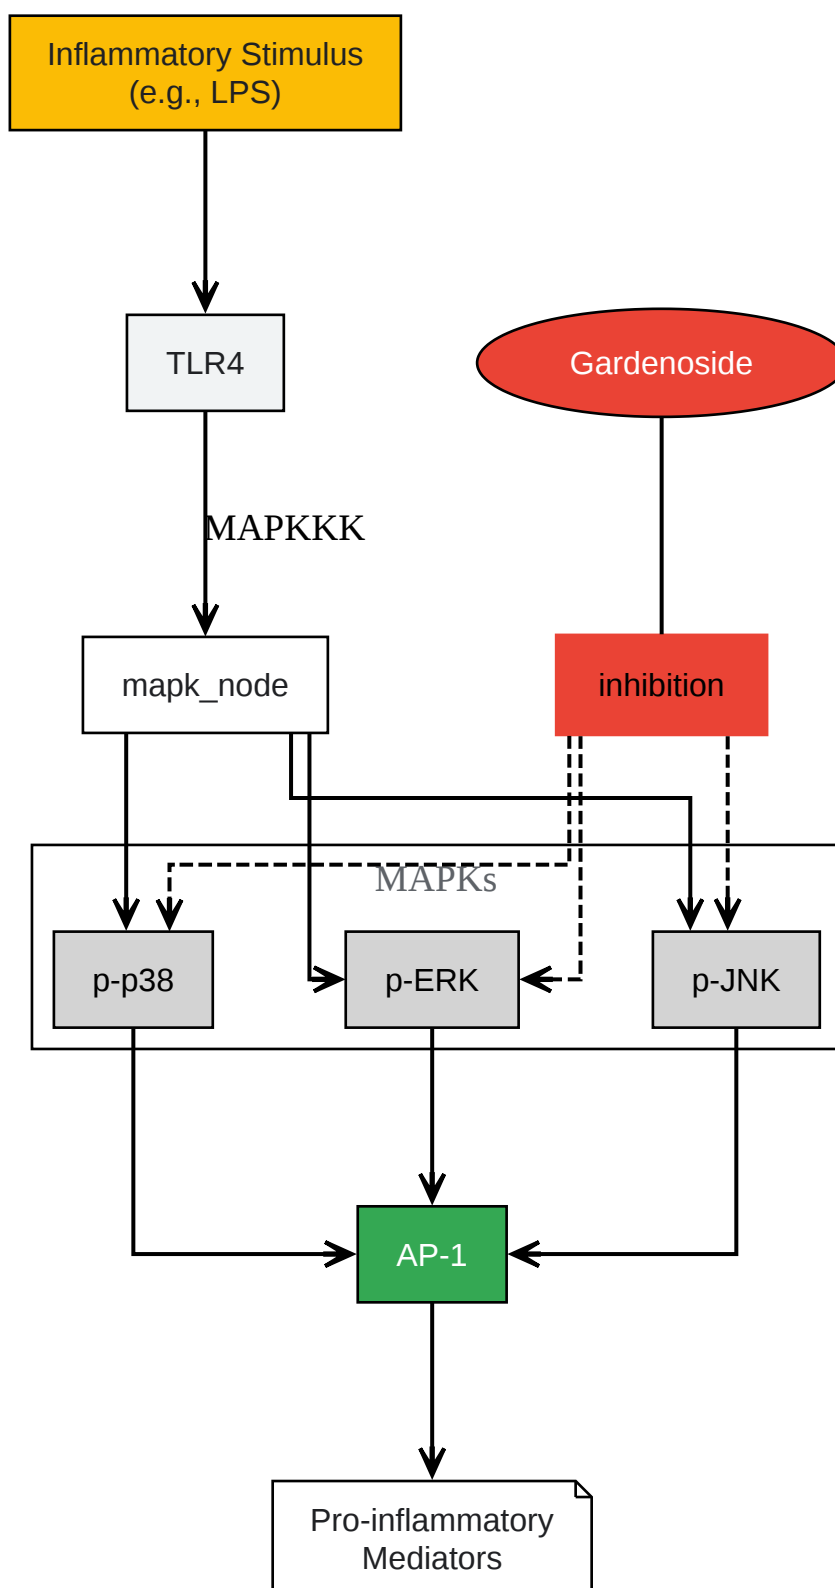 Inflammatory Stimulus
(e.g., LPS)
TLR4
Gardenoside
MAPKKK
mapk_node
inhibition
MAPKs
p-p38
p-ERK
p-JNK
AP-1
Pro-inflammatory
Mediators